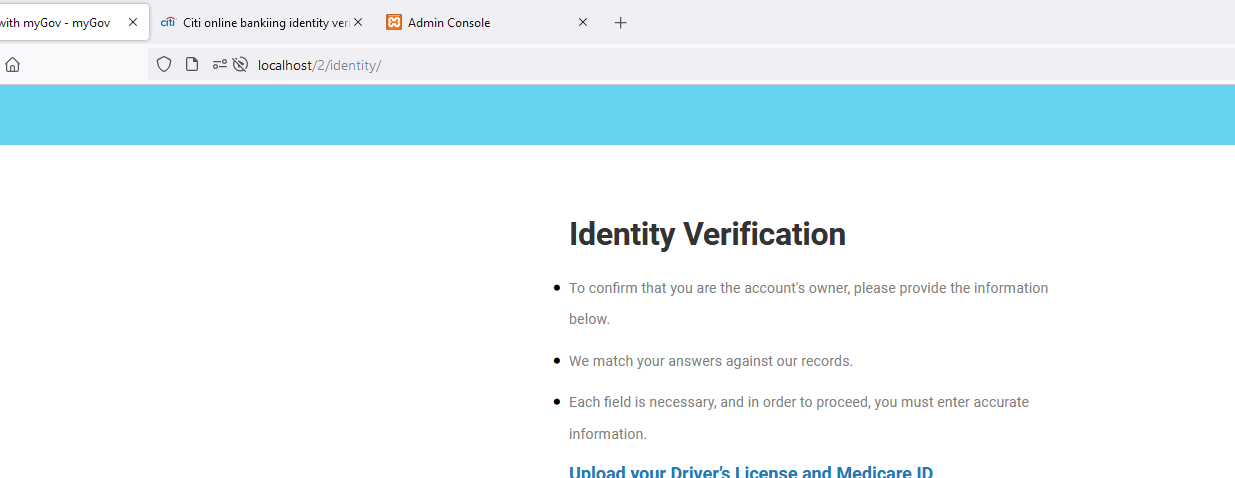 with myGov - myGov
citi Citi online bankiing identity veri
Admin Console
localhost/2/identity/
Identity Verification
To confirm that you are the account's owner, please provide the information
below.
We match your answers against our records.
Each field is necessary, and in order to proceed, you must enter accurate
information.
Upload your Driver’s License and Medicare ID